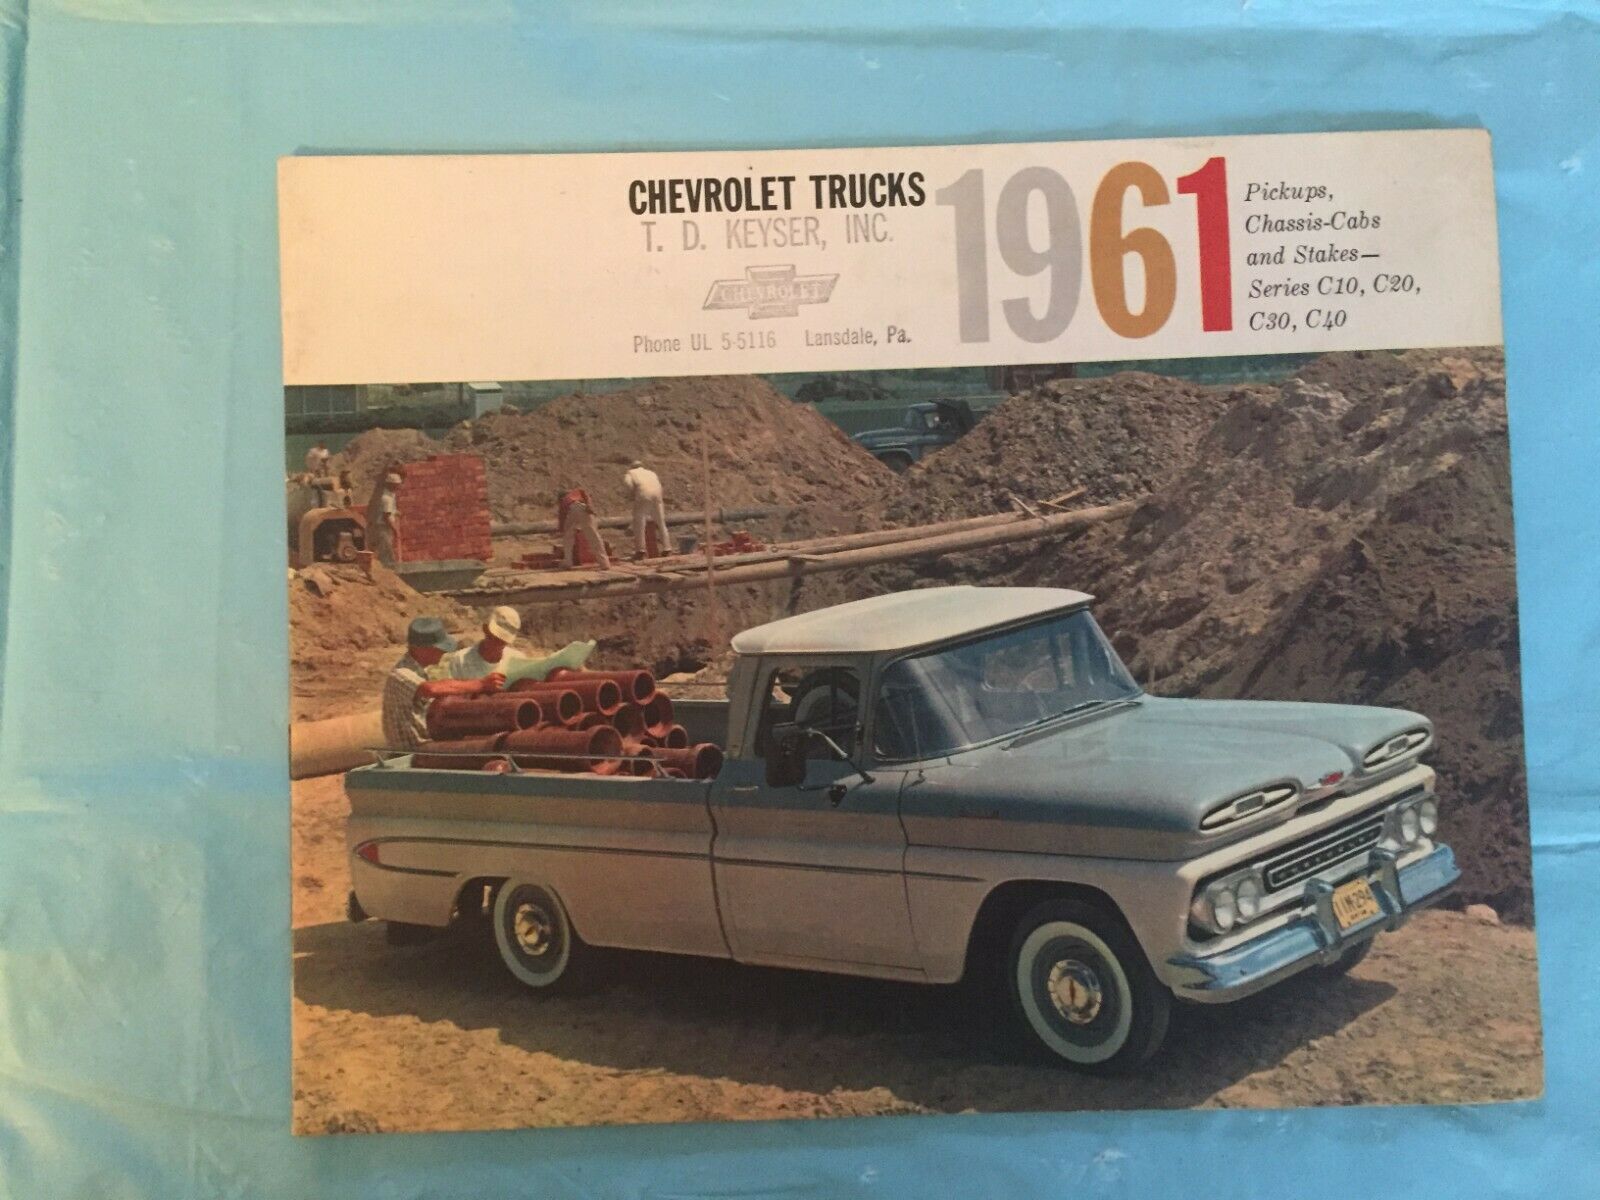 CHEVROLET TRUCKS
T. D. KEYSER, INC.
CHEVROLET
Phone UL 5-5116 Lansdale, Pa.
1961
Pickups,
Chassis-Cabs
and Stakes—
Series C10, C20,
C30, C40
CHEVROLET